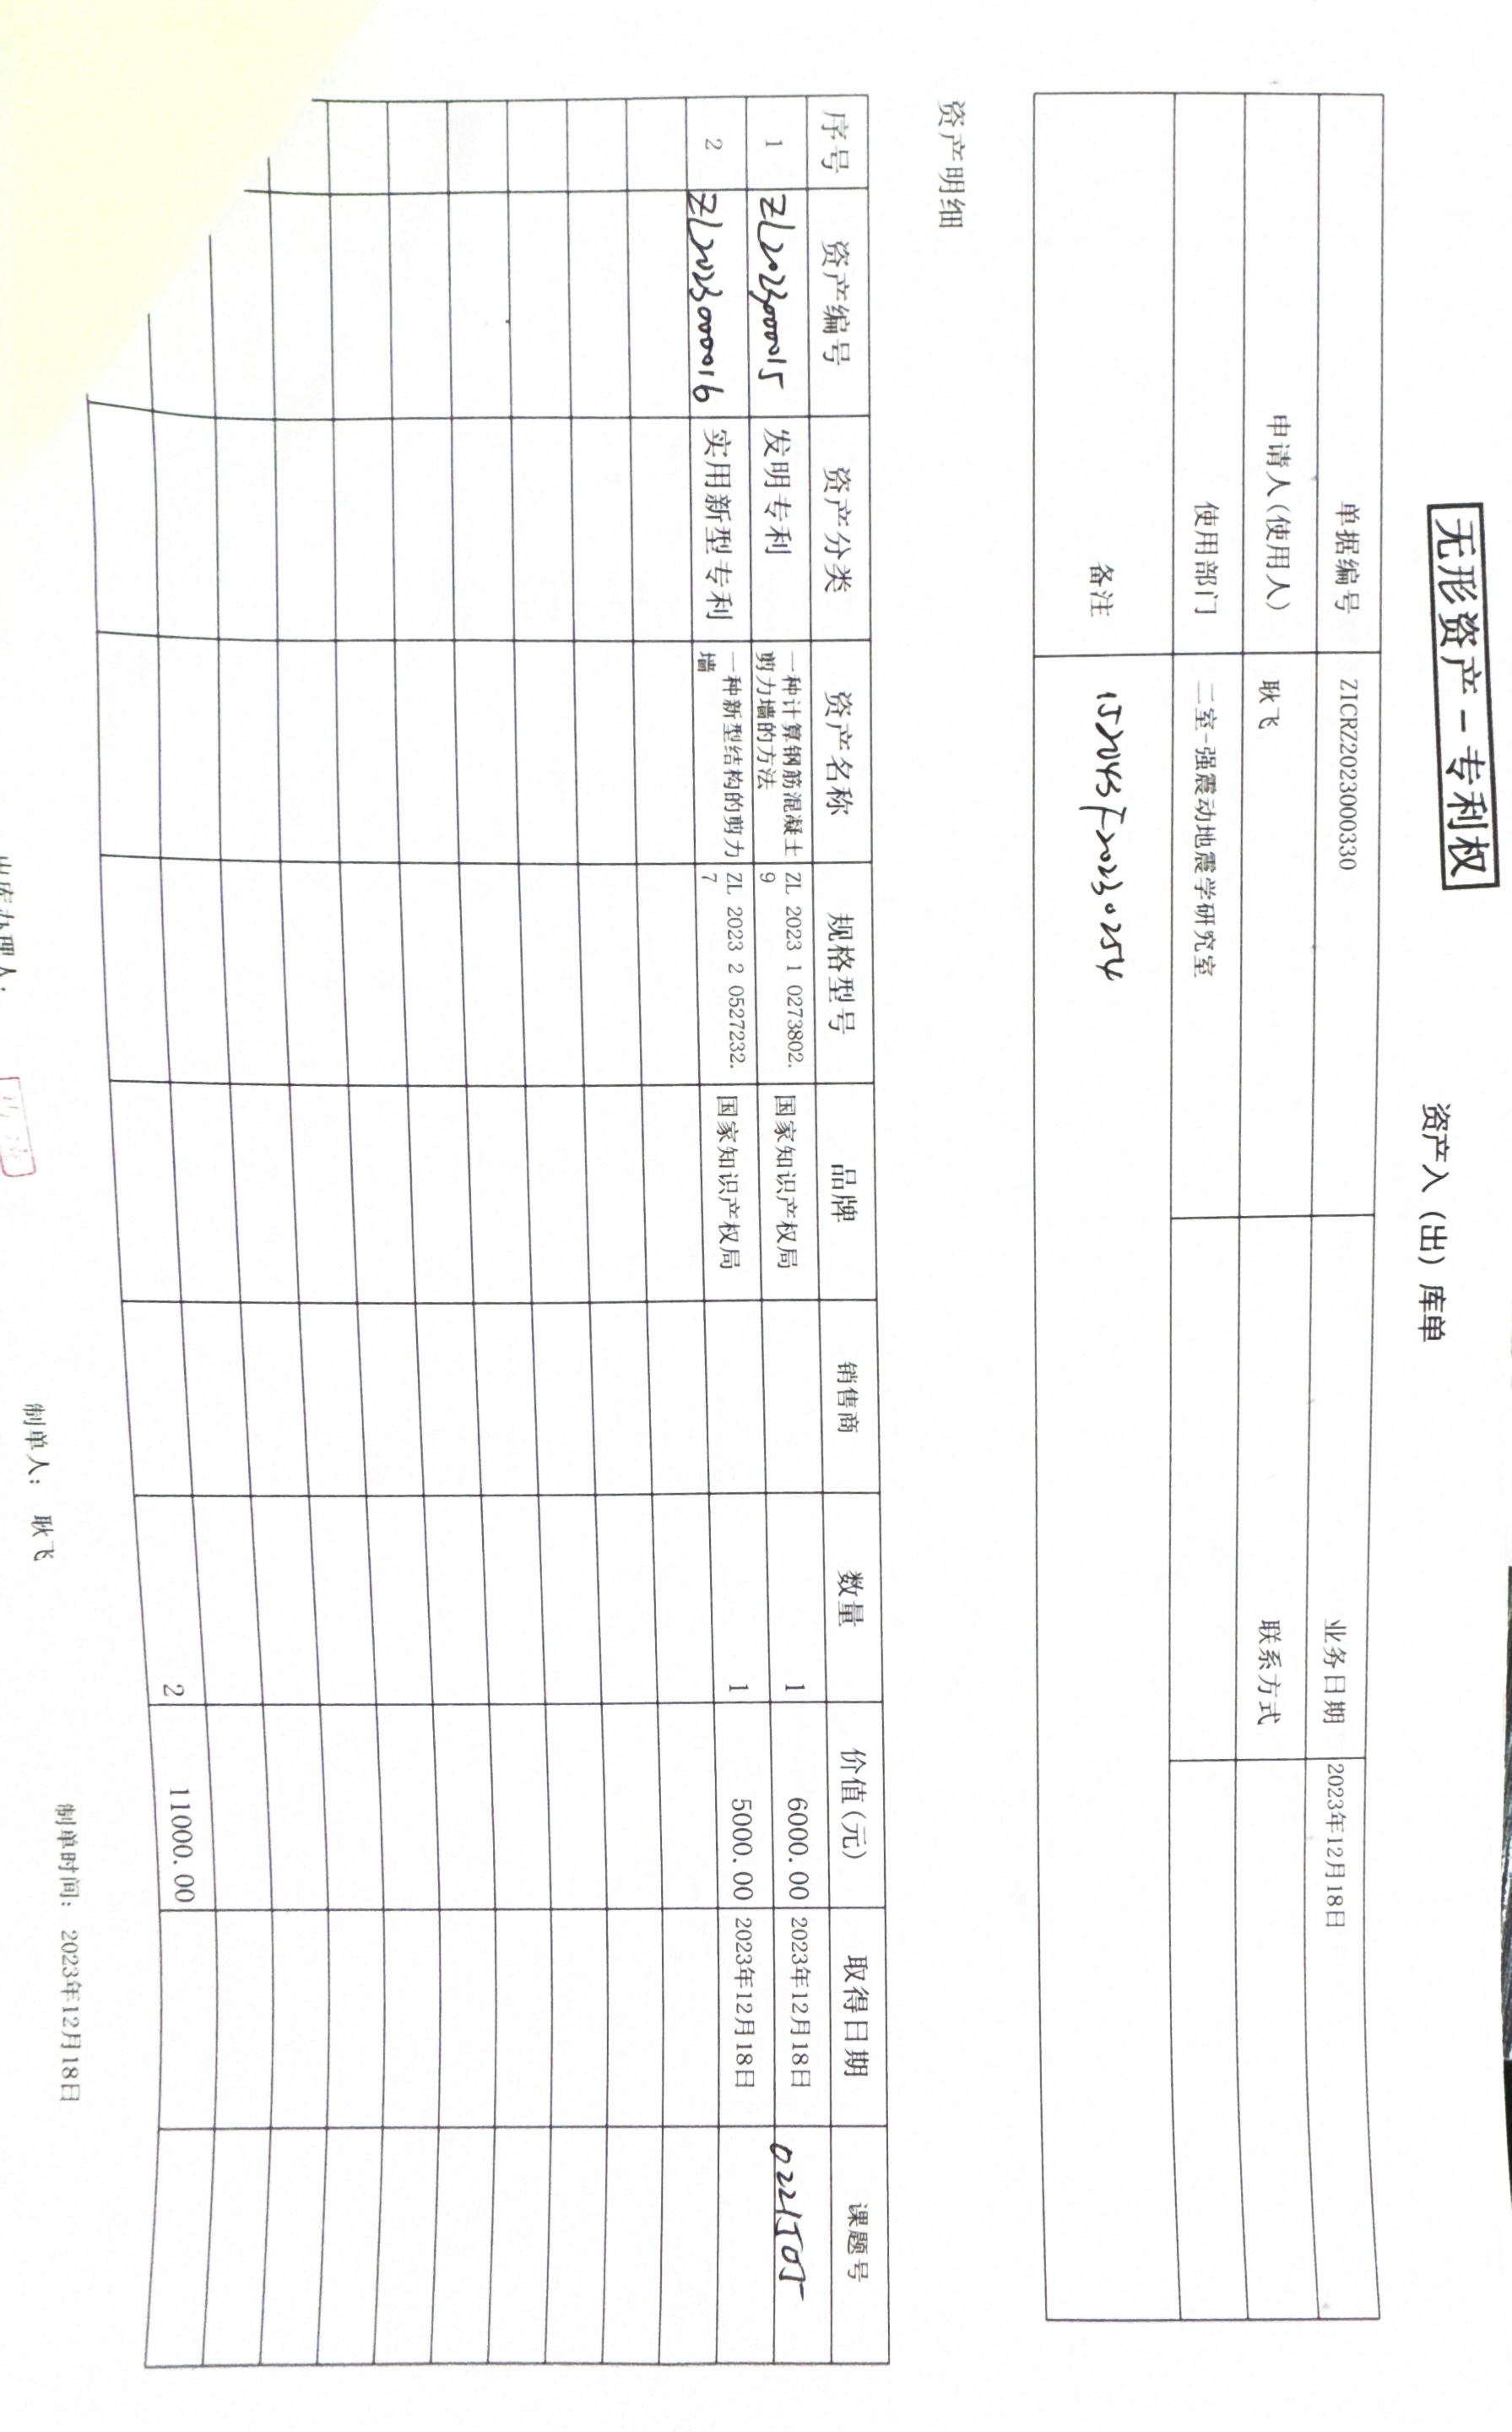 无形资产-专利权
资产入（出）库单
单据编号 ZICRZ2023000330 业务日期 2023年12月18日
申请人(使用人) 耿飞 联系方式
使用部门 二室-强震动地震学研究室
备注
资产明细
序号 资产编号 资产分类 资产名称 规格型号 品牌 销售商 数量 价值(元) 取得日期 课题号
1 ZL2023000015 发明专利 一种计算钢筋混凝土剪力墙的方法 ZL 2023 1 0273802.9 国家知识产权局 1 6000.00 2023年12月18日
2 ZL2023000016 实用新型专利 一种新型结构的剪力墙 ZL 2023 2 0527232.7 国家知识产权局 1 5000.00 2023年12月18日
2 11000.00
制单人： 耿飞 制单时间： 2023年12月18日